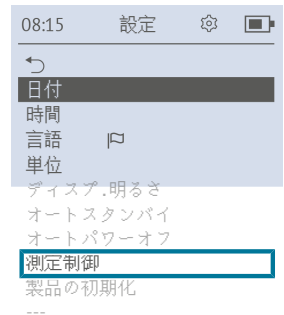 08:15 設定
日付
時間
言語
単位
ディスプ.明るさ
オートスタンバイ
オートパワーオフ
測定制御
製品の初期化
---